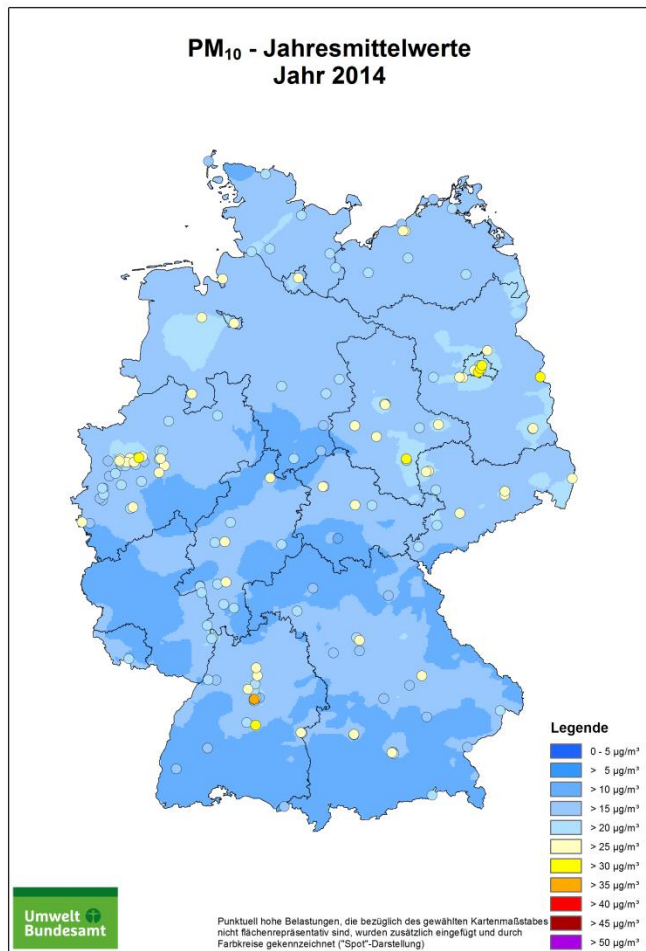 PM₁₀ - Jahresmittelwerte
Jahr 2014
Legende
0 - 5 µg/m³
> 5 µg/m³
> 10 µg/m³
> 15 µg/m³
> 20 µg/m³
> 25 µg/m³
> 30 µg/m³
> 35 µg/m³
> 40 µg/m³
> 45 µg/m³
> 50 µg/m³
Umwelt
Bundesamt
Punktuell hohe Belastungen, die bezüglich des gewählten Kartenmaßstabes
nicht flächenrepräsentativ sind, wurden zusätzlich eingefügt und durch
Farbkreise gekennzeichnet ("Spot"-Darstellung)